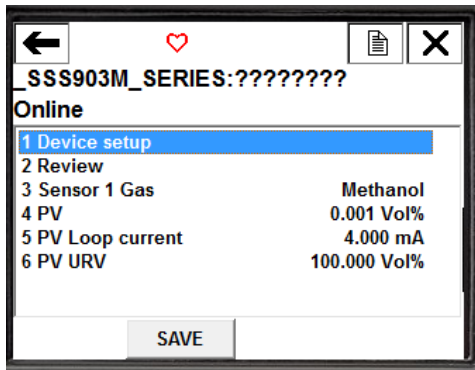 _SSS903M_SERIES:????????
Online
1 Device setup
2 Review
3 Sensor 1 Gas Methanol
4 PV 0.001 Vol%
5 PV Loop current 4.000 mA
6 PV URV 100.000 Vol%
SAVE